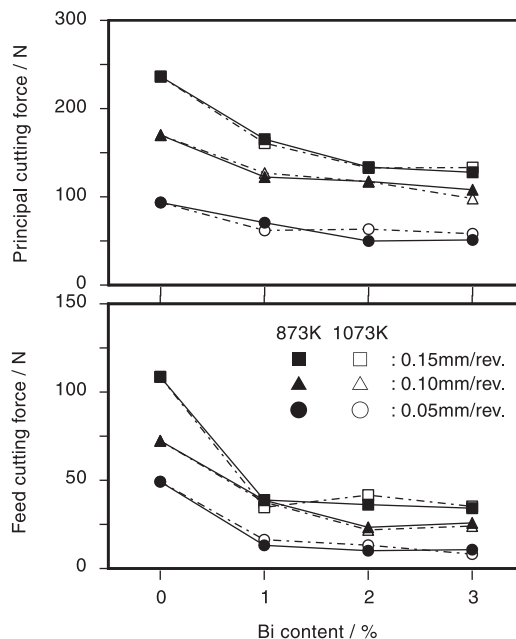 300
200
100
0
Principal cutting force / N
150
100
50
0
Feed cutting force / N
873K 1073K
: 0.15mm/rev.
: 0.10mm/rev.
: 0.05mm/rev.
0 1 2 3
Bi content / %